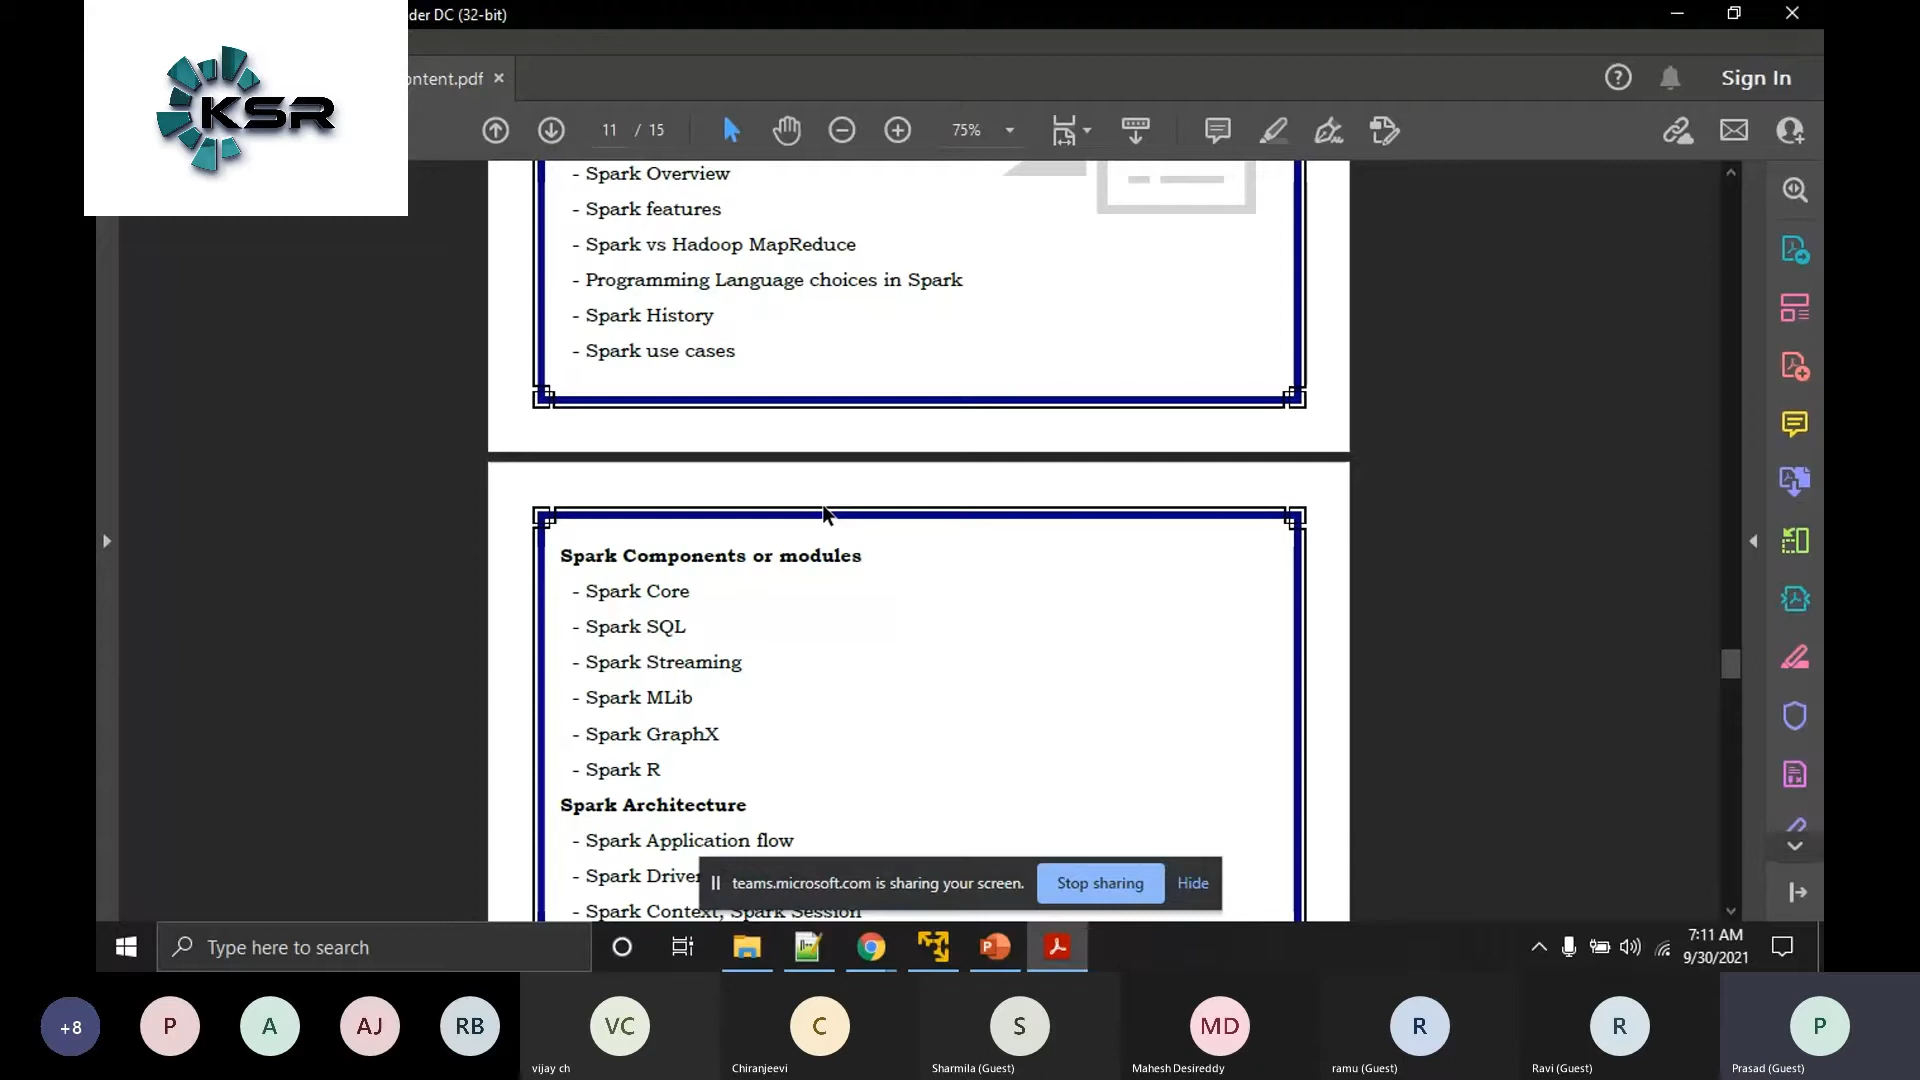 der DC (32-bit)
KSR
ontent.pdf
Sign In
11 / 15
75%
- Spark Overview
- Spark features
- Spark vs Hadoop MapReduce
- Programming Language choices in Spark
- Spark History
- Spark use cases
Spark Components or modules
- Spark Core
- Spark SQL
- Spark Streaming
- Spark MLib
- Spark GraphX
- Spark R
Spark Architecture
- Spark Application flow
- Spark Driver
- Spark Context, Spark Session
teams.microsoft.com is sharing your screen.
Stop sharing
Hide
Type here to search
7:11 AM
9/30/2021
+8
P
A
AJ
RB
VC
C
S
MD
R
R
P
vijay ch
Chiranjeevi
Sharmila (Guest)
Mahesh Desireddy
ramu (Guest)
Ravi (Guest)
Prasad (Guest)